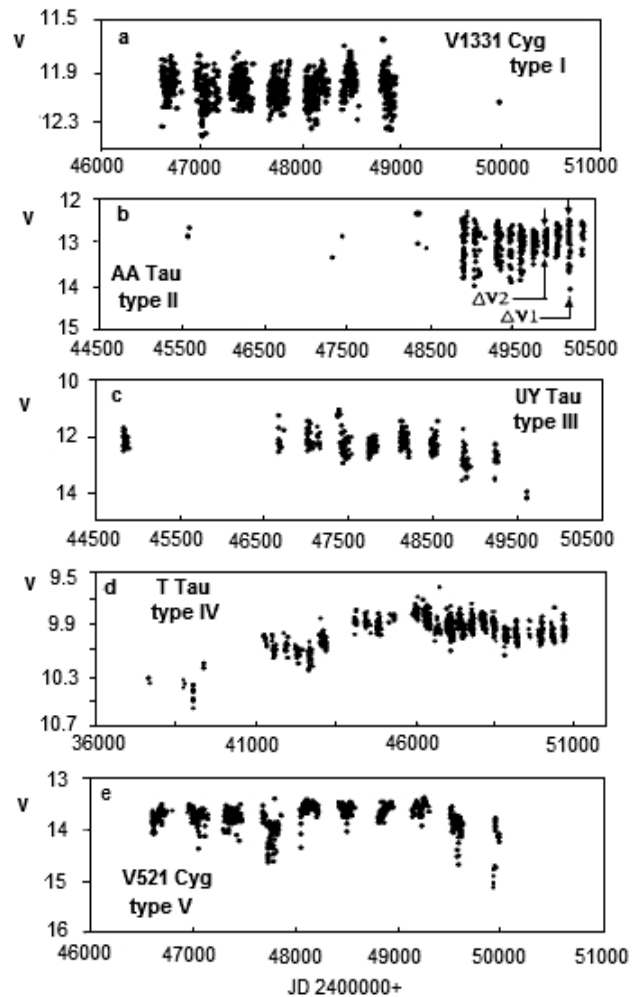 11.5
V
a
V1331 Cyg
type I
11.9
12.3
46000 47000 48000 49000 50000 51000
12
V
b
13
AA Tau
type II
14
ΔV2
ΔV1
15
44500 45500 46500 47500 48500 49500 50500
10
V
c
UY Tau
type III
12
14
44500 45500 46500 47500 48500 49500 50500
9.5
V
d
T Tau
type IV
9.9
10.3
10.7
36000 41000 46000 51000
13
V
e
14
V521 Cyg
type V
15
16
46000 47000 48000 49000 50000 51000
JD 2400000+